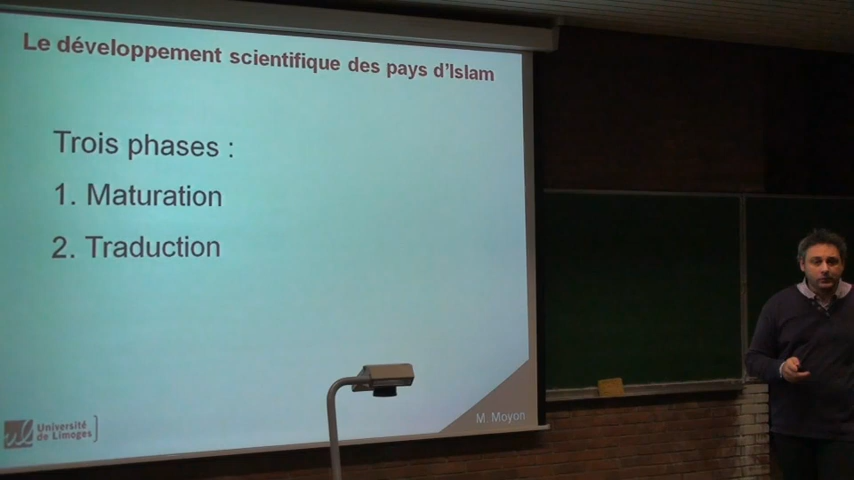 Le développement scientifique des pays d'Islam
Trois phases :
1. Maturation
2. Traduction
Université
de Limoges
M. Moyon